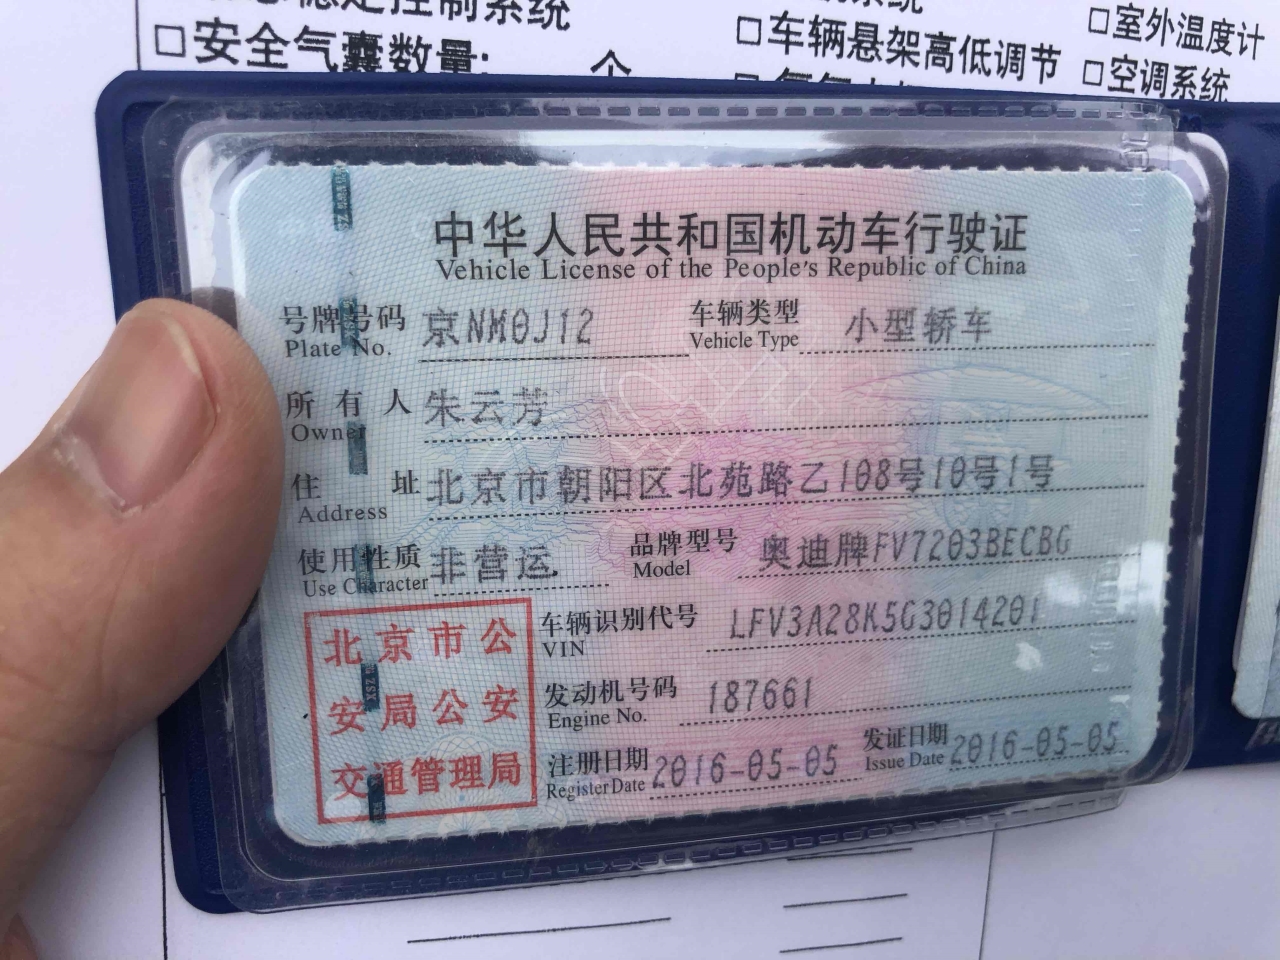 稳定控制系统
系统
□室外温度计
□安全气囊数量: 个
□车辆悬架高低调节
□空调系统
中华人民共和国机动车行驶证
Vehicle License of the People's Republic of China
号牌号码 京NM0J12 车辆类型 小型轿车
Plate No. Vehicle Type
所有人 朱云芳
Owner
住址 北京市朝阳区北苑路乙108号10号1号
Address
使用性质 非营运 品牌型号 奥迪牌FV7203BECBG
Use Character Model
车辆识别代号 LFV3A28K5G3014201
VIN
发动机号码 187661
Engine No.
注册日期 2016-05-05 发证日期 2016-05-05
Register Date Issue Date
北京市公
安局公安
交通管理局